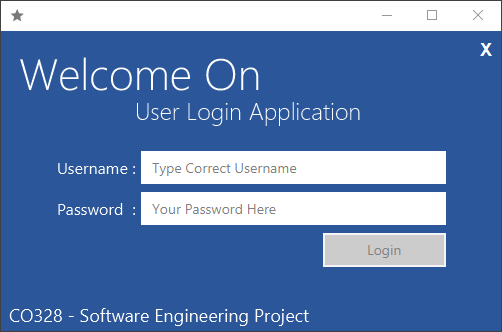 X
Welcome On
User Login Application
Username : Type Correct Username
Password : Your Password Here
Login
CO328 - Software Engineering Project